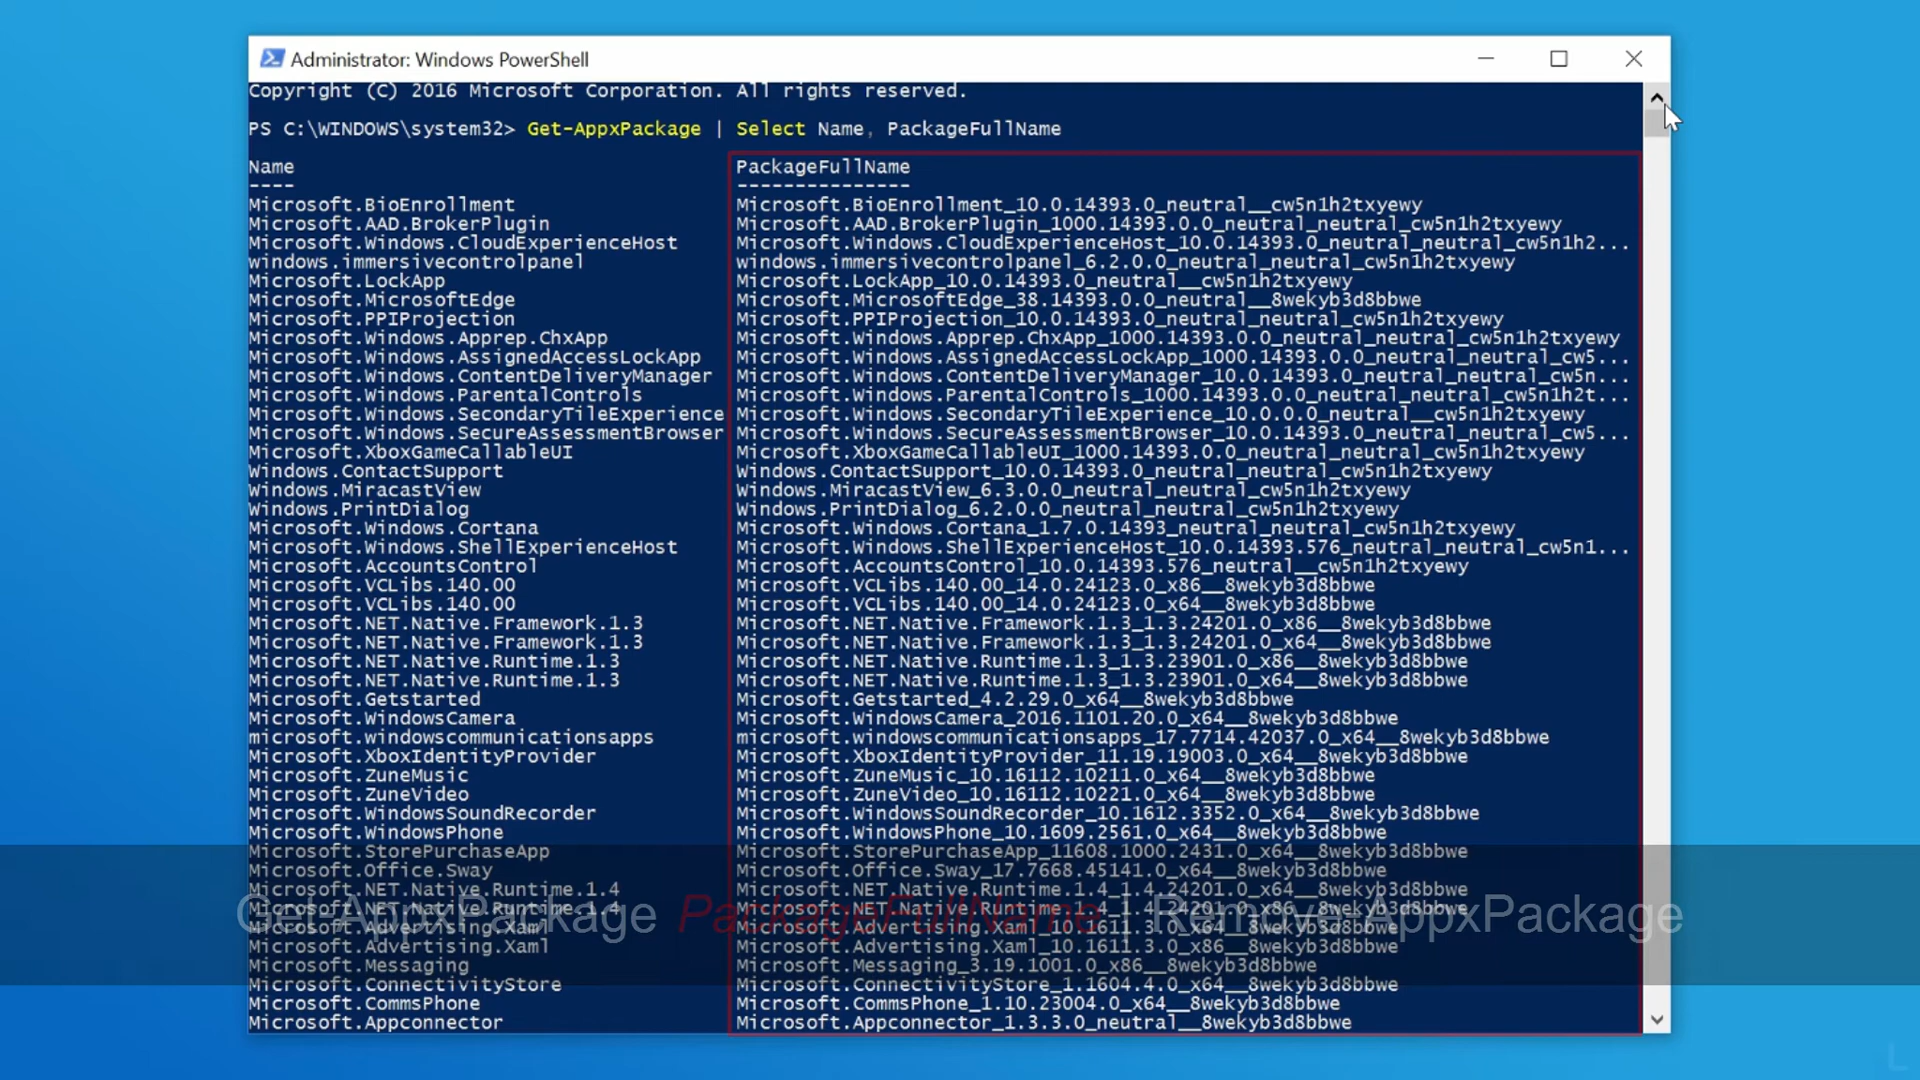 Administrator: Windows PowerShell
Copyright (C) 2016 Microsoft Corporation. All rights reserved.
PS C:\WINDOWS\system32> Get-AppxPackage | Select Name, PackageFullName
Name PackageFullName
---- ---------------
Microsoft.BioEnrollment Microsoft.BioEnrollment_10.0.14393.0_neutral__cw5n1h2txyewy
Microsoft.AAD.BrokerPlugin Microsoft.AAD.BrokerPlugin_1000.14393.0.0_neutral_neutral_cw5n1h2txyewy
Microsoft.Windows.CloudExperienceHost Microsoft.Windows.CloudExperienceHost_10.0.14393.0_neutral_neutral_cw5n1h2...
windows.immersivecontrolpanel windows.immersivecontrolpanel_6.2.0.0_neutral_neutral_cw5n1h2txyewy
Microsoft.LockApp Microsoft.LockApp_10.0.14393.0_neutral__cw5n1h2txyewy
Microsoft.MicrosoftEdge Microsoft.MicrosoftEdge_38.14393.0.0_neutral__8wekyb3d8bbwe
Microsoft.PPIProjection Microsoft.PPIProjection_10.0.14393.0_neutral_neutral_cw5n1h2txyewy
Microsoft.Windows.Apprep.ChxApp Microsoft.Windows.Apprep.ChxApp_1000.14393.0.0_neutral_neutral_cw5n1h2txyewy
Microsoft.Windows.AssignedAccessLockApp Microsoft.Windows.AssignedAccessLockApp_1000.14393.0.0_neutral_neutral_cw5...
Microsoft.Windows.ContentDeliveryManager Microsoft.Windows.ContentDeliveryManager_10.0.14393.0_neutral_neutral_cw5n...
Microsoft.Windows.ParentalControls Microsoft.Windows.ParentalControls_1000.14393.0.0_neutral_neutral_cw5n1h2t...
Microsoft.Windows.SecondaryTileExperience Microsoft.Windows.SecondaryTileExperience_10.0.0.0_neutral__cw5n1h2txyewy
Microsoft.Windows.SecureAssessmentBrowser Microsoft.Windows.SecureAssessmentBrowser_10.0.14393.0_neutral_neutral_cw5...
Microsoft.XboxGameCallableUI Microsoft.XboxGameCallableUI_1000.14393.0.0_neutral_neutral_cw5n1h2txyewy
Windows.ContactSupport Windows.ContactSupport_10.0.14393.0_neutral_neutral_cw5n1h2txyewy
Windows.MiracastView Windows.MiracastView_6.3.0.0_neutral_neutral_cw5n1h2txyewy
Windows.PrintDialog Windows.PrintDialog_6.2.0.0_neutral_neutral_cw5n1h2txyewy
Microsoft.Windows.Cortana Microsoft.Windows.Cortana_1.7.0.14393_neutral_neutral_cw5n1h2txyewy
Microsoft.Windows.ShellExperienceHost Microsoft.Windows.ShellExperienceHost_10.0.14393.576_neutral_neutral_cw5n1...
Microsoft.AccountsControl Microsoft.AccountsControl_10.0.14393.576_neutral__cw5n1h2txyewy
Microsoft.VCLibs.140.00 Microsoft.VCLibs.140.00_14.0.24123.0_x86__8wekyb3d8bbwe
Microsoft.VCLibs.140.00 Microsoft.VCLibs.140.00_14.0.24123.0_x64__8wekyb3d8bbwe
Microsoft.NET.Native.Framework.1.3 Microsoft.NET.Native.Framework.1.3_1.3.24201.0_x86__8wekyb3d8bbwe
Microsoft.NET.Native.Framework.1.3 Microsoft.NET.Native.Framework.1.3_1.3.24201.0_x64__8wekyb3d8bbwe
Microsoft.NET.Native.Runtime.1.3 Microsoft.NET.Native.Runtime.1.3_1.3.23901.0_x86__8wekyb3d8bbwe
Microsoft.NET.Native.Runtime.1.3 Microsoft.NET.Native.Runtime.1.3_1.3.23901.0_x64__8wekyb3d8bbwe
Microsoft.Getstarted Microsoft.Getstarted_4.2.29.0_x64__8wekyb3d8bbwe
Microsoft.WindowsCamera Microsoft.WindowsCamera_2016.1101.20.0_x64__8wekyb3d8bbwe
microsoft.windowscommunicationsapps microsoft.windowscommunicationsapps_17.7714.42037.0_x64__8wekyb3d8bbwe
Microsoft.XboxIdentityProvider Microsoft.XboxIdentityProvider_11.19.19003.0_x64__8wekyb3d8bbwe
Microsoft.ZuneMusic Microsoft.ZuneMusic_10.16112.10211.0_x64__8wekyb3d8bbwe
Microsoft.ZuneVideo Microsoft.ZuneVideo_10.16112.10221.0_x64__8wekyb3d8bbwe
Microsoft.WindowsSoundRecorder Microsoft.WindowsSoundRecorder_10.1612.3352.0_x64__8wekyb3d8bbwe
Microsoft.WindowsPhone Microsoft.WindowsPhone_10.1609.2561.0_x64__8wekyb3d8bbwe
Microsoft.StorePurchaseApp Microsoft.StorePurchaseApp_11608.1000.2431.0_x64__8wekyb3d8bbwe
Microsoft.Office.Sway Microsoft.Office.Sway_17.7668.45141.0_x64__8wekyb3d8bbwe
Microsoft.NET.Native.Runtime.1.4 Microsoft.NET.Native.Runtime.1.4_1.4.24201.0_x86__8wekyb3d8bbwe
Microsoft.NET.Native.Runtime.1.4
Get-AppxPackage PackageFullName | Remove-AppxPackage
Microsoft.Advertising.Xaml
Microsoft.Advertising.Xaml Microsoft.Advertising.Xaml_10.1611.3.0_x86__8wekyb3d8bbwe
Microsoft.Messaging Microsoft.Messaging_3.19.1001.0_x86__8wekyb3d8bbwe
Microsoft.ConnectivityStore Microsoft.ConnectivityStore_1.1604.4.0_x64__8wekyb3d8bbwe
Microsoft.CommsPhone Microsoft.CommsPhone_1.10.23004.0_x64__8wekyb3d8bbwe
Microsoft.Appconnector Microsoft.Appconnector_1.3.3.0_neutral__8wekyb3d8bbwe